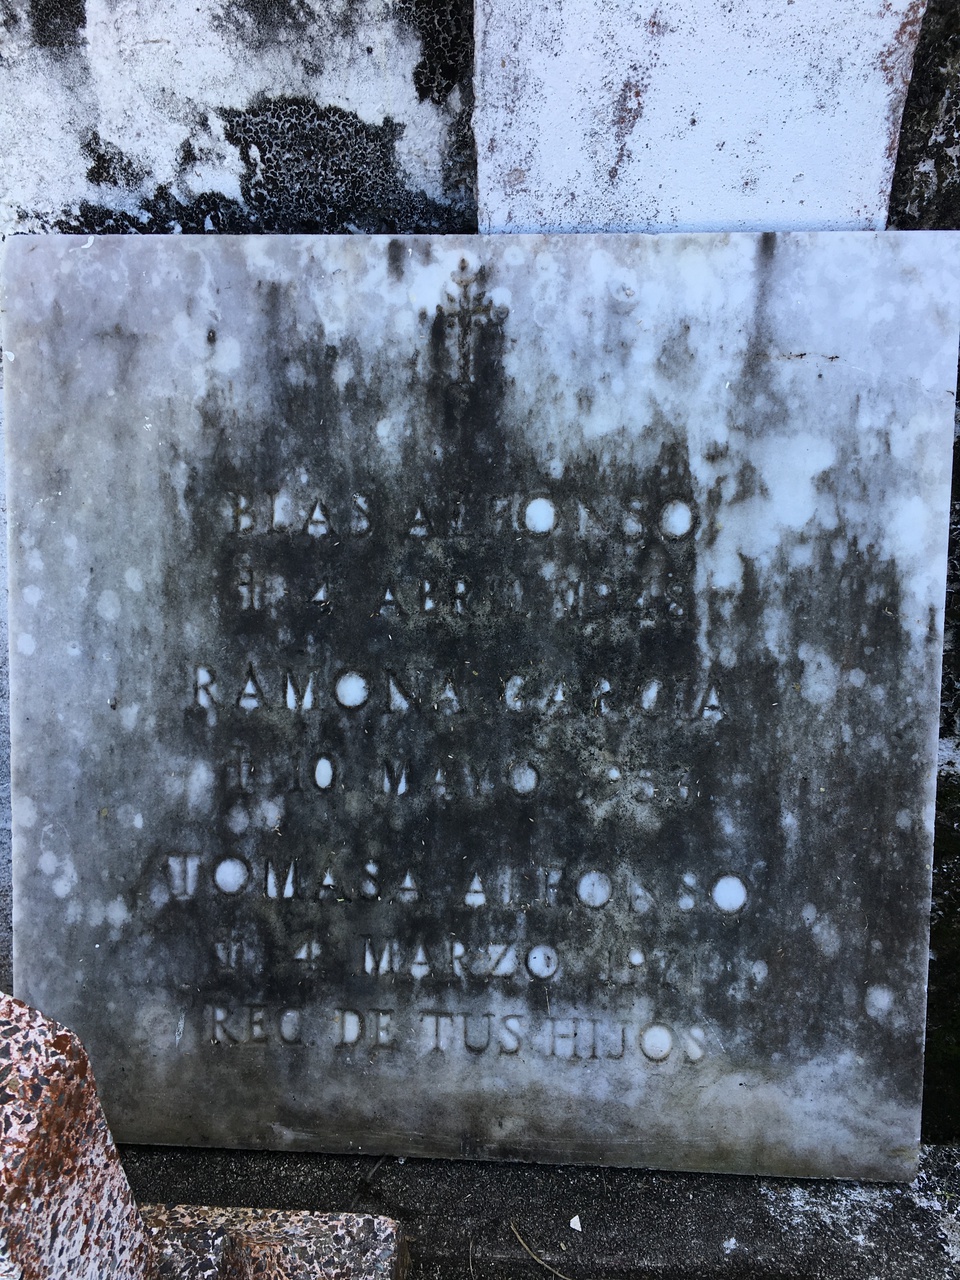 BLAS ALFONSO
4 ABRIL
RAMONA GARCIA
10 MAYO
TOMASA ALFONSO
4 MARZO
REC. DE TUS HIJOS